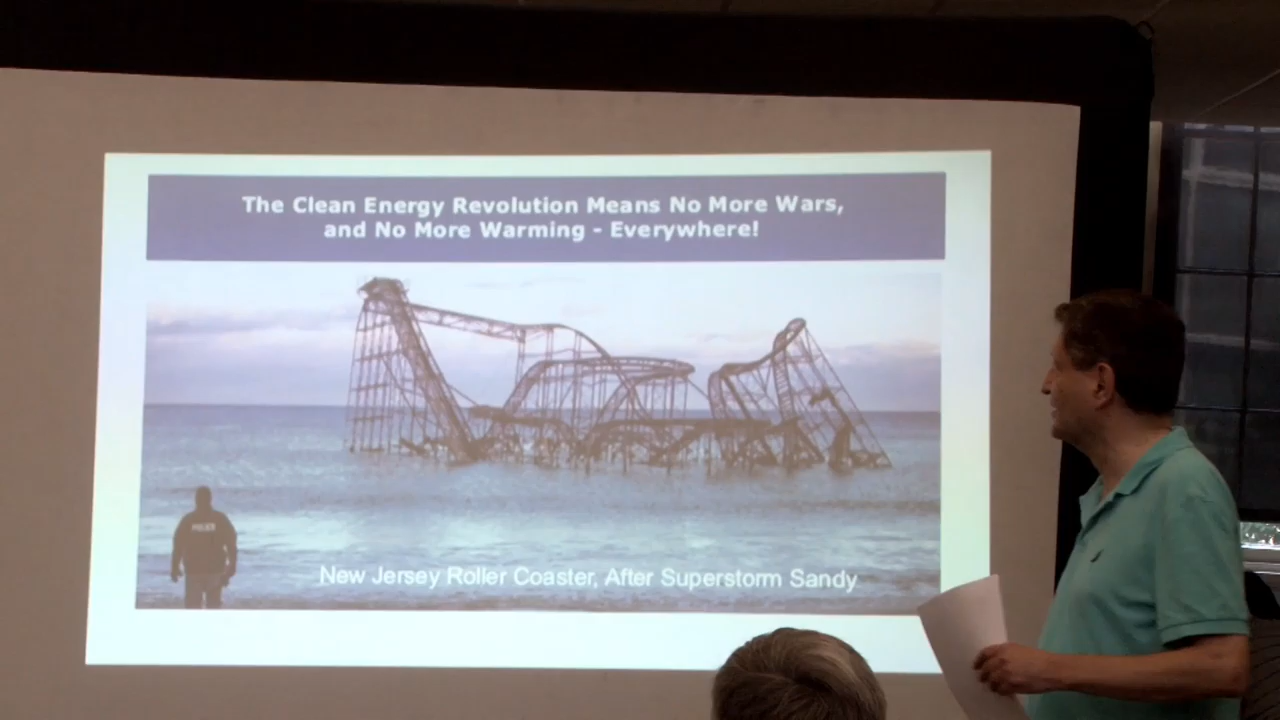 The Clean Energy Revolution Means No More Wars,
and No More Warming - Everywhere!
POLICE
New Jersey Roller Coaster, After Superstorm Sandy